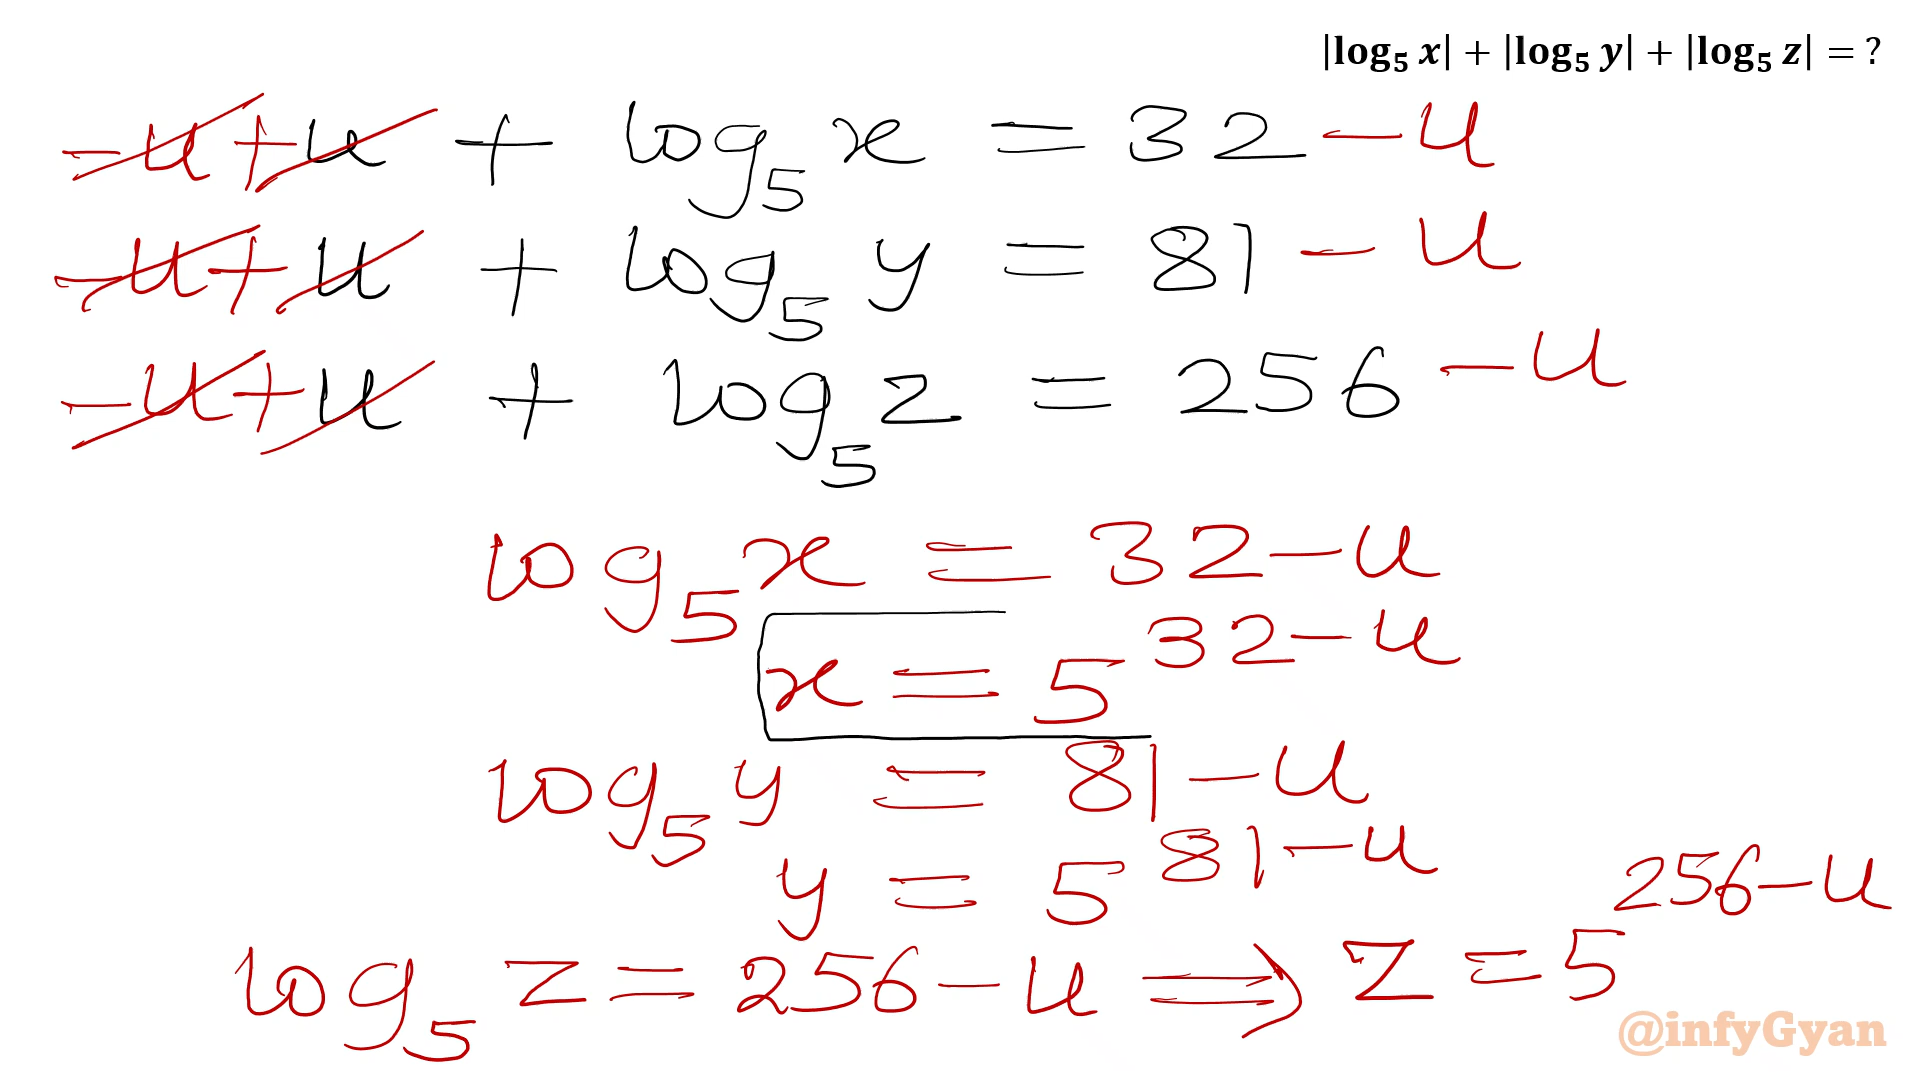 |log₅ x| + |log₅ y| + |log₅ z| = ?
-u + u + log₅ x = 32 - u
-u + u + log₅ y = 81 - u
-u + u + log₅ z = 256 - u
log₅ x = 32 - u
x = 5^(32 - u)
log₅ y = 81 - u
y = 5^(81 - u)
log₅ z = 256 - u ⟹ z = 5^(256 - u)
@infyGyan